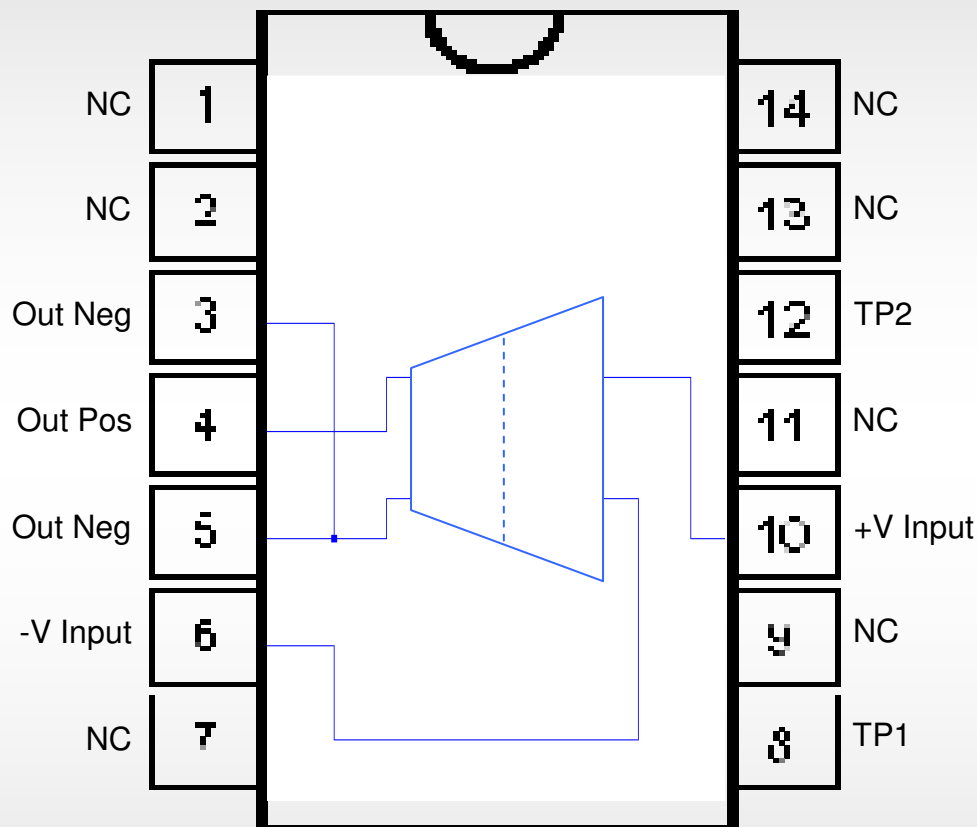 NC 1 14 NC
NC 2 13 NC
Out Neg 3 12 TP2
Out Pos 4 11 NC
Out Neg 5 10 +V Input
-V Input 6 9 NC
NC 7 8 TP1